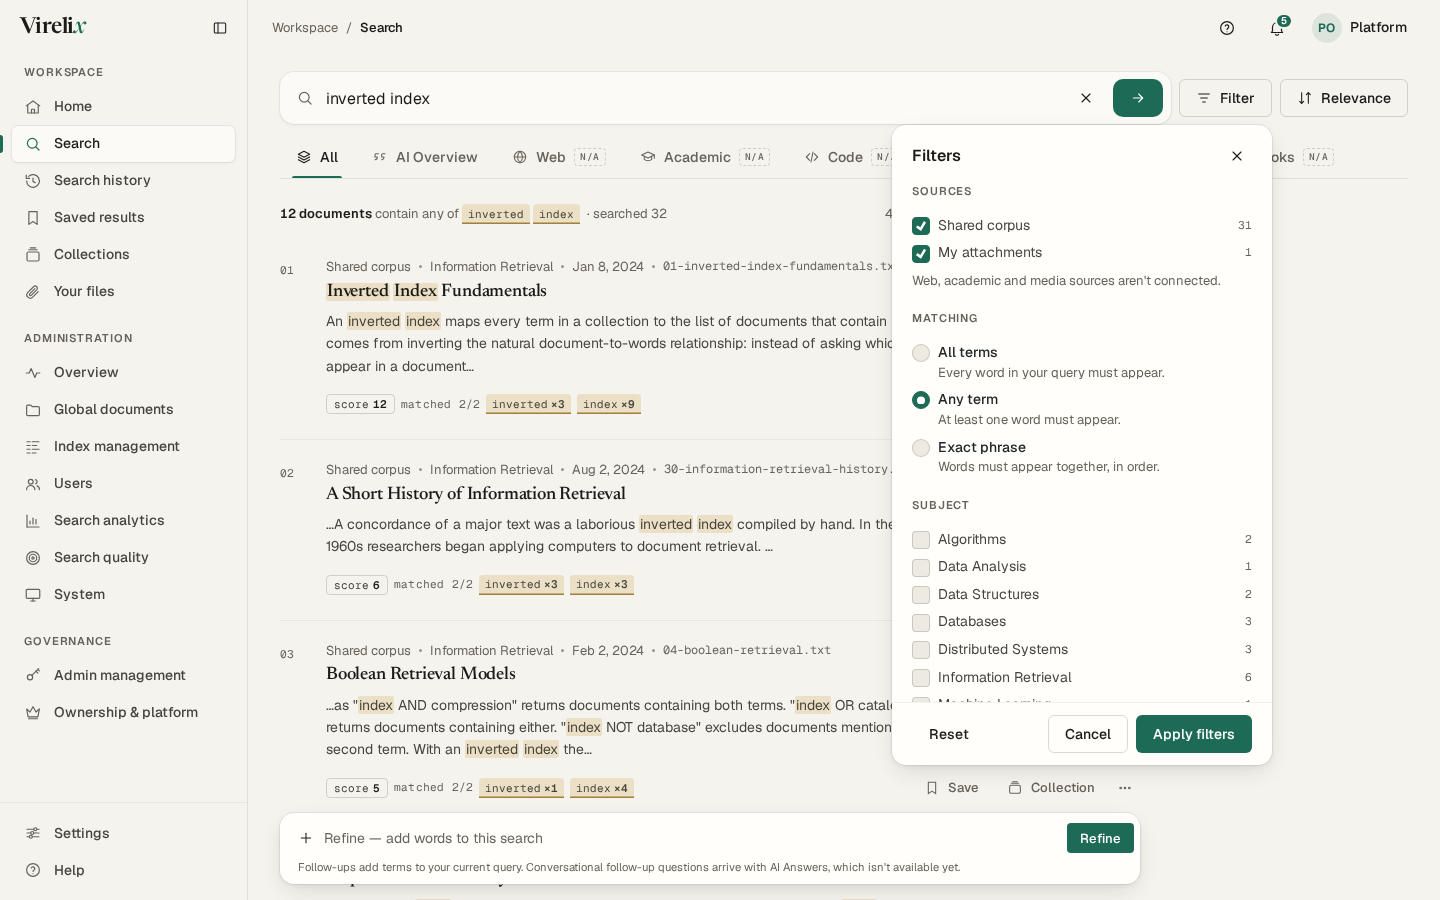 Virelix
WORKSPACE
Home
Search
Search history
Saved results
Collections
Your files
ADMINISTRATION
Overview
Global documents
Index management
Users
Search analytics
Search quality
System
GOVERNANCE
Admin management
Ownership & platform
Settings
Help
Workspace / Search
5
PO Platform
inverted index
Filter
Relevance
All
AI Overview
Web N/A
Academic N/A
Code N/A
N/A
12 documents contain any of inverted index · searched 32
01
Shared corpus • Information Retrieval • Jan 8, 2024 • 01-inverted-index-fundamentals.tx
Inverted Index Fundamentals
An inverted index maps every term in a collection to the list of documents that contain
comes from inverting the natural document-to-words relationship: instead of asking
appear in a document…
score 12 matched 2/2 inverted ×3 index ×9
02
Shared corpus • Information Retrieval • Aug 2, 2024 • 30-information-retrieval-history.
A Short History of Information Retrieval
…A concordance of a major text was a laborious inverted index compiled by hand. In the
1960s researchers began applying computers to document retrieval. …
score 6 matched 2/2 inverted ×3 index ×3
03
Shared corpus • Information Retrieval • Feb 2, 2024 • 04-boolean-retrieval.txt
Boolean Retrieval Models
…as "index AND compression" returns documents containing both terms. "index OR
returns documents containing either. "index NOT database" excludes documents
second term. With an inverted index the…
score 5 matched 2/2 inverted ×1 index ×4
Save
Collection
Filters
SOURCES
Shared corpus 31
My attachments 1
Web, academic and media sources aren't connected.
MATCHING
All terms
Every word in your query must appear.
Any term
At least one word must appear.
Exact phrase
Words must appear together, in order.
SUBJECT
Algorithms 2
Data Analysis 1
Data Structures 2
Databases 3
Distributed Systems 3
Information Retrieval 6
Reset
Cancel
Apply filters
Refine — add words to this search
Refine
Follow-ups add terms to your current query. Conversational follow-up questions arrive with AI Answers, which isn't available yet.